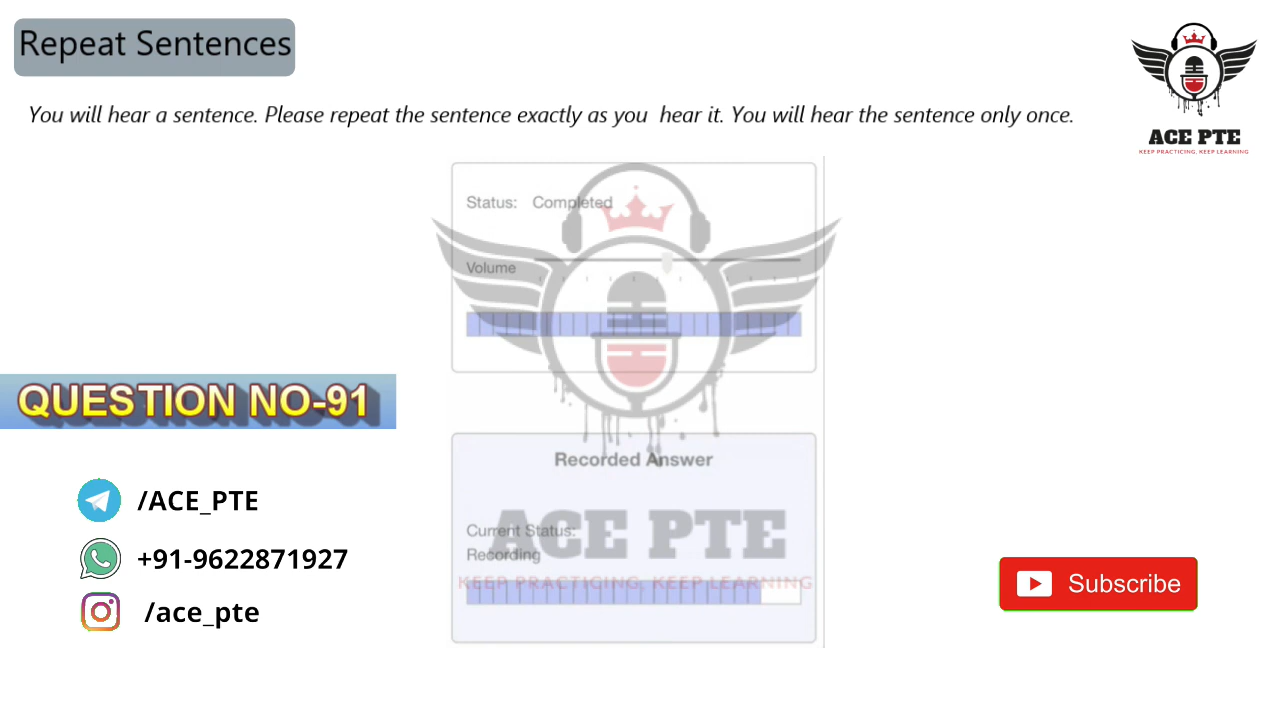 Repeat Sentences
ACE PTE
KEEP PRACTICING, KEEP LEARNING
You will hear a sentence. Please repeat the sentence exactly as you hear it. You will hear the sentence only once.
Status: Completed
Volume
QUESTION NO-91
Recorded Answer
/ACE_PTE
Current Status:
Recording
ACE PTE
KEEP PRACTICING, KEEP LEARNING
+91-9622871927
/ace_pte
Subscribe